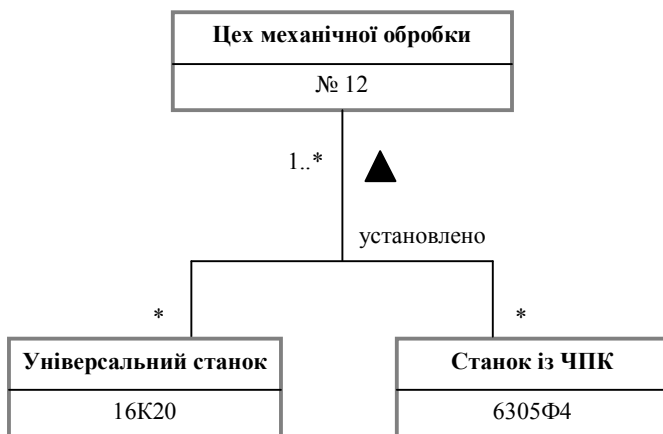 Цех механічної обробки
№ 12
1..*
установлено
*
*
Універсальний станок
Станок із ЧПК
16К20
6305Ф4